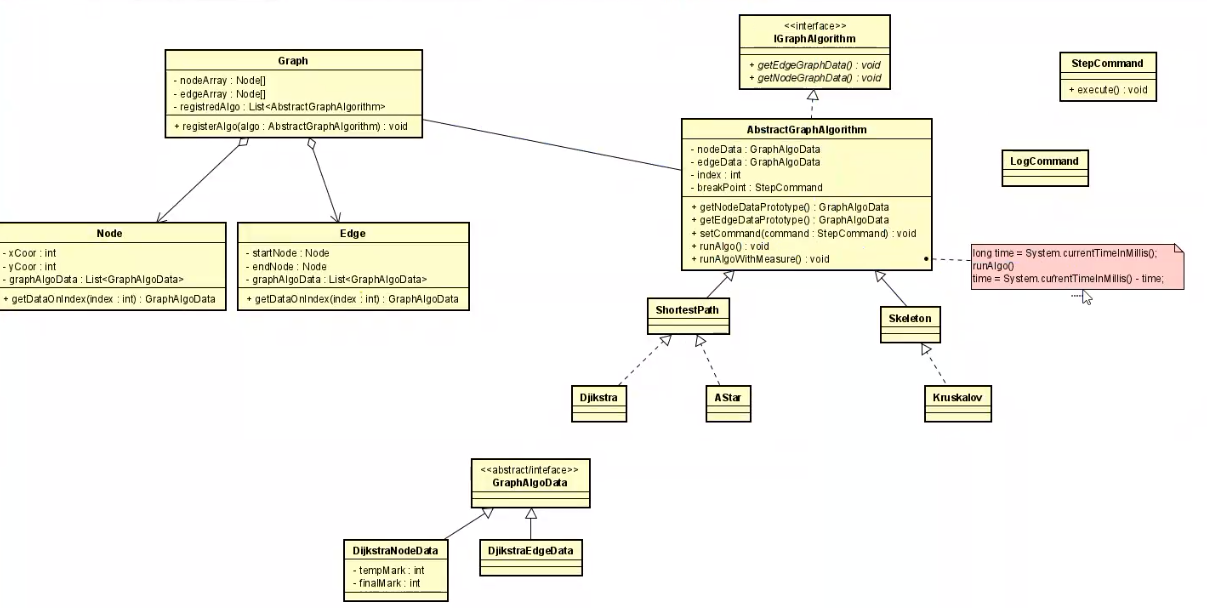 <<interface>>
IGraphAlgorithm
+ getEdgeGraphData() : void
+ getNodeGraphData() : void
Graph
- nodeArray : Node[]
- edgeArray : Node[]
- registredAlgo : List<AbstractGraphAlgorithm>
+ registerAlgo(algo : AbstractGraphAlgorithm) : void
StepCommand
+ execute() : void
AbstractGraphAlgorithm
- nodeData : GraphAlgoData
- edgeData : GraphAlgoData
- index : int
- breakPoint : StepCommand
+ getNodeDataPrototype() : GraphAlgoData
+ getEdgeDataPrototype() : GraphAlgoData
+ setCommand(command : StepCommand) : void
+ runAlgo() : void
+ runAlgoWithMeasure() : void
LogCommand
Node
- xCoor : int
- yCoor : int
- graphAlgoData : List<GraphAlgoData>
+ getDataOnIndex(index : int) : GraphAlgoData
Edge
- startNode : Node
- endNode : Node
- graphAlgoData : List<GraphAlgoData>
+ getDataOnIndex(index : int) : GraphAlgoData
long time = System.currentTimeInMillis();
runAlgo()
time = System.currentTimeInMillis() - time;
ShortestPath
Skeleton
Djikstra
AStar
Kruskalov
<<abstract/inteface>>
GraphAlgoData
DijkstraNodeData
- tempMark : int
- finalMark : int
DjikstraEdgeData